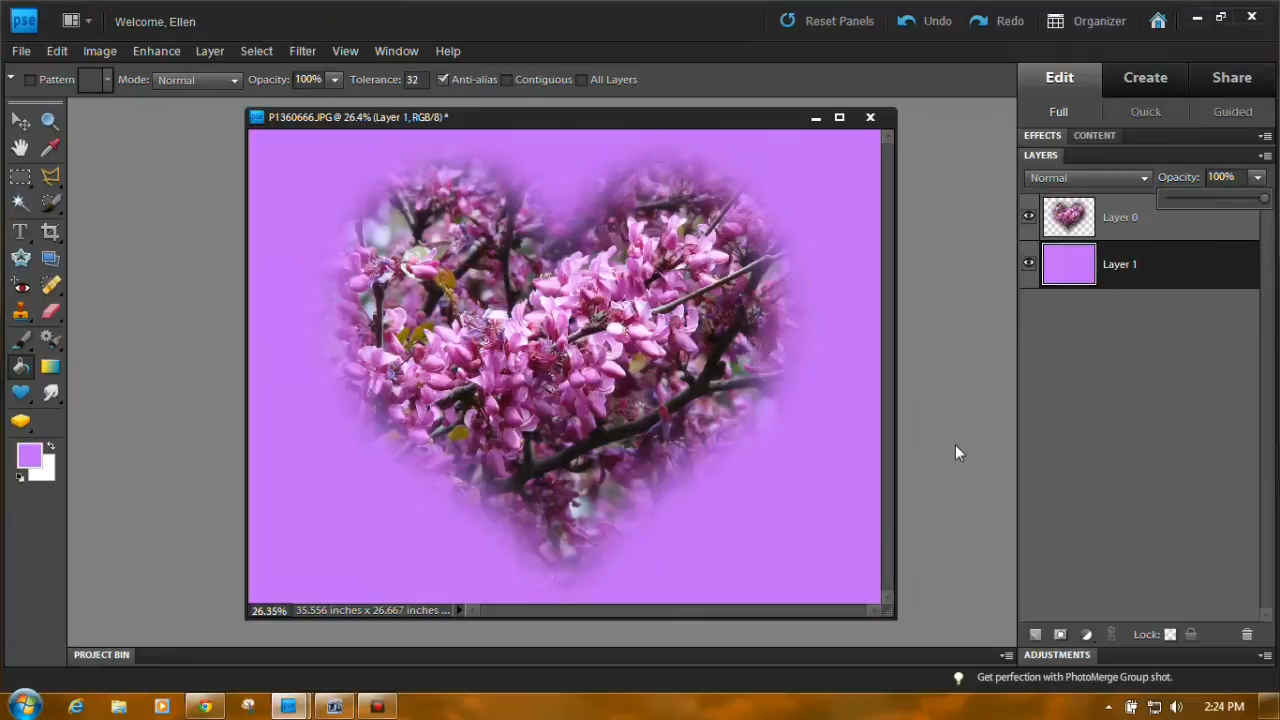 pse Welcome, Ellen Reset Panels Undo Redo Organizer
File Edit Image Enhance Layer Select Filter View Window Help
Pattern Mode: Normal Opacity: 100% Tolerance: 32 Anti-alias Contiguous All Layers
Edit Create Share
Full Quick Guided
pse P1360666.JPG @ 26.4% (Layer 1, RGB/8) *
EFFECTS CONTENT
LAYERS
Normal Opacity: 100%
Layer 0
Layer 1
T
26.35% 35.556 inches x 26.667 inches ...
Lock:
PROJECT BIN
ADJUSTMENTS
Get perfection with PhotoMerge Group shot.
pse
2:24 PM